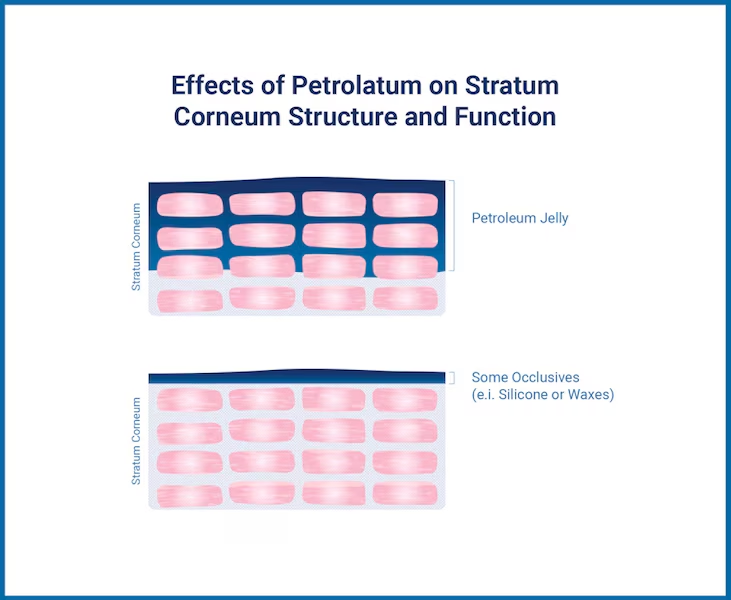 Effects of Petrolatum on Stratum
Corneum Structure and Function
Stratum Corneum
Petroleum Jelly
Stratum Corneum
Some Occlusives
(e.i. Silicone or Waxes)